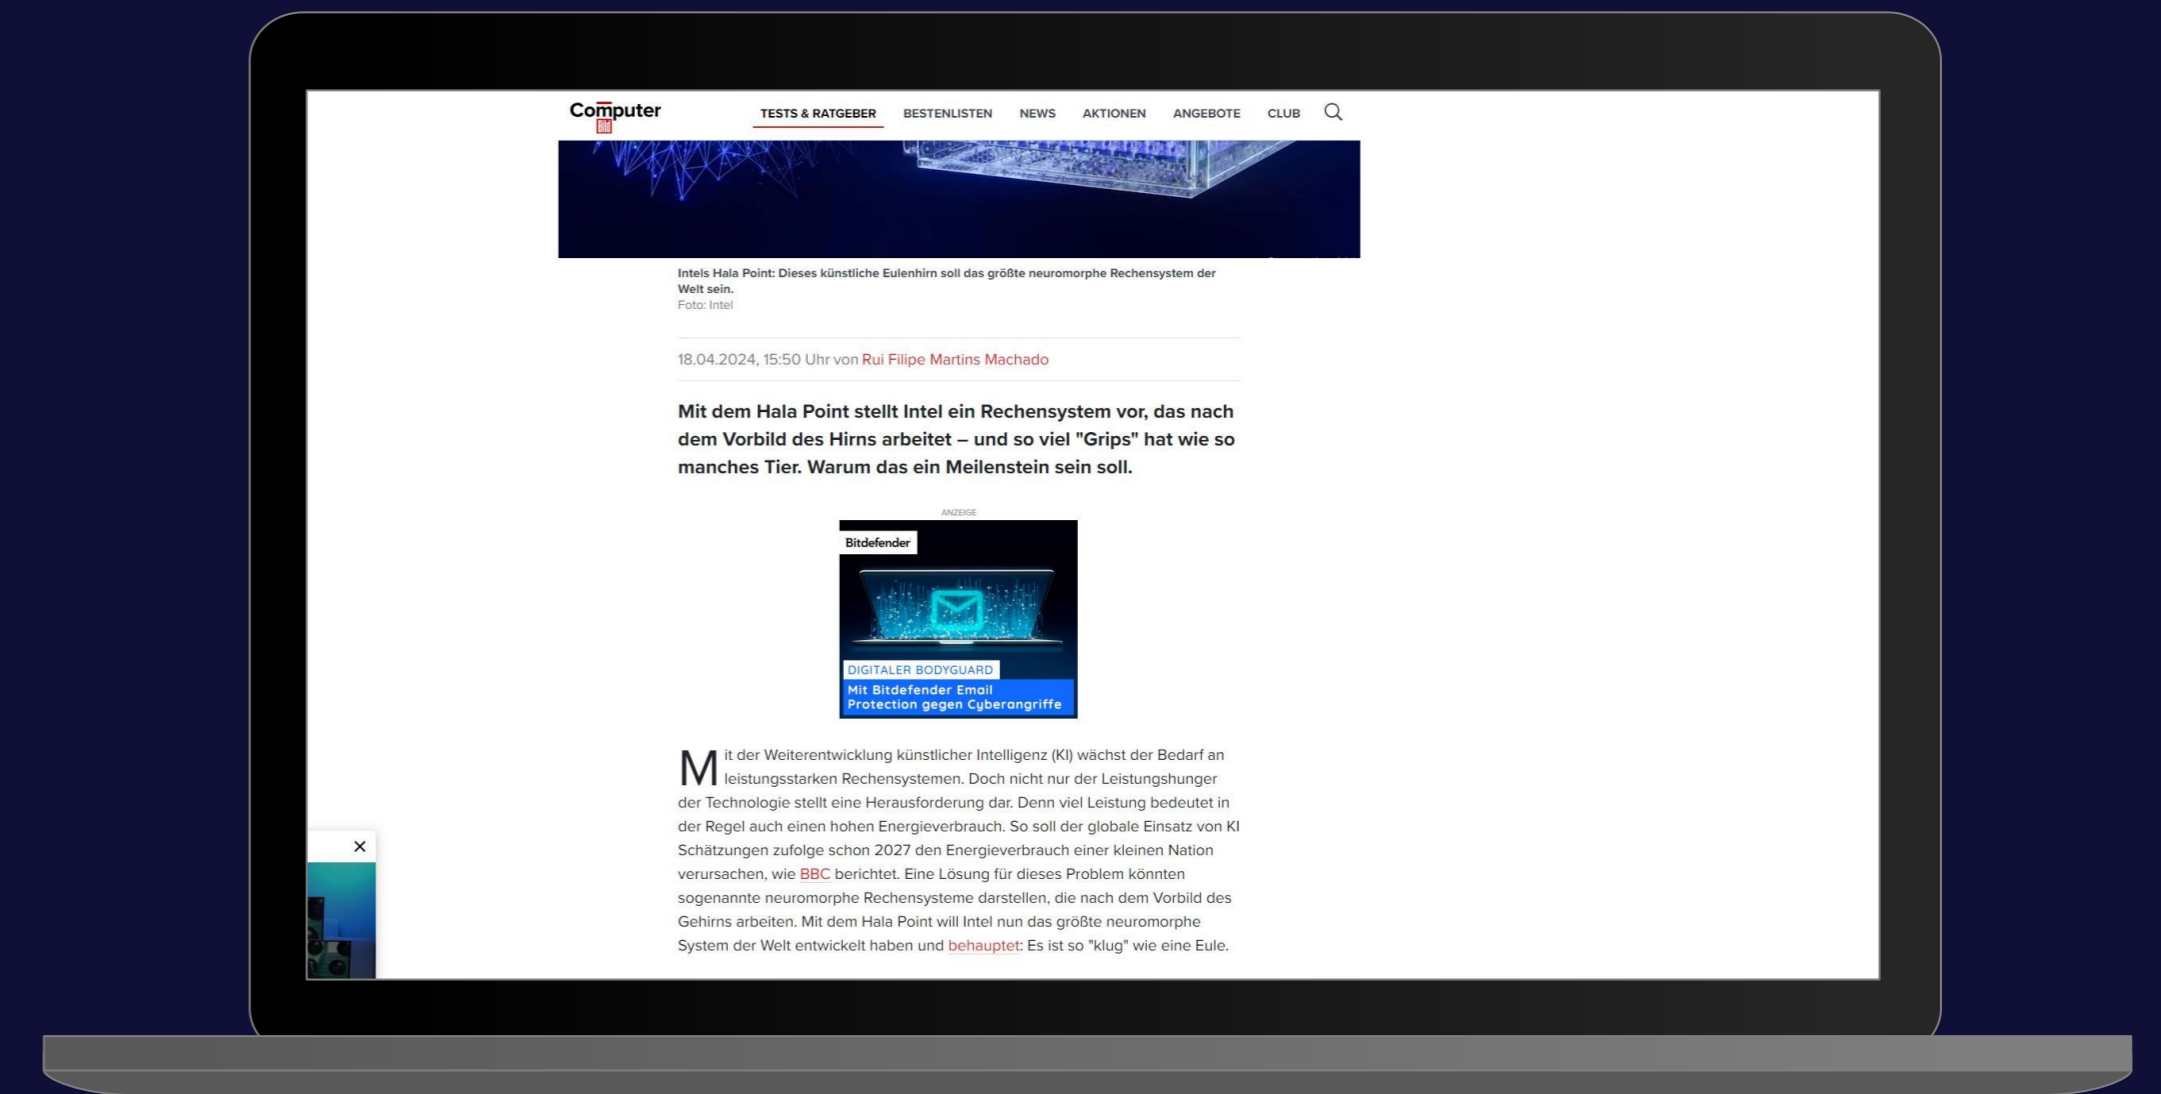 Computer
Bild
TESTS & RATGEBER
BESTENLISTEN
NEWS
AKTIONEN
ANGEBOTE
CLUB
Intels Hala Point: Dieses künstliche Eulenhirn soll das größte neuromorphe Rechensystem der
Welt sein.
Foto: Intel
18.04.2024, 15:50 Uhr von Rui Filipe Martins Machado
Mit dem Hala Point stellt Intel ein Rechensystem vor, das nach
dem Vorbild des Hirns arbeitet – und so viel "Grips" hat wie so
manches Tier. Warum das ein Meilenstein sein soll.
ANZEIGE
Bitdefender
DIGITALER BODYGUARD
Mit Bitdefender Email
Protection gegen Cyberangriffe
Mit der Weiterentwicklung künstlicher Intelligenz (KI) wächst der Bedarf an
leistungsstarken Rechensystemen. Doch nicht nur der Leistungshunger
der Technologie stellt eine Herausforderung dar. Denn viel Leistung bedeutet in
der Regel auch einen hohen Energieverbrauch. So soll der globale Einsatz von KI
Schätzungen zufolge schon 2027 den Energieverbrauch einer kleinen Nation
verursachen, wie BBC berichtet. Eine Lösung für dieses Problem könnten
sogenannte neuromorphe Rechensysteme darstellen, die nach dem Vorbild des
Gehirns arbeiten. Mit dem Hala Point will Intel nun das größte neuromorphe
System der Welt entwickelt haben und behauptet: Es ist so "klug" wie eine Eule.